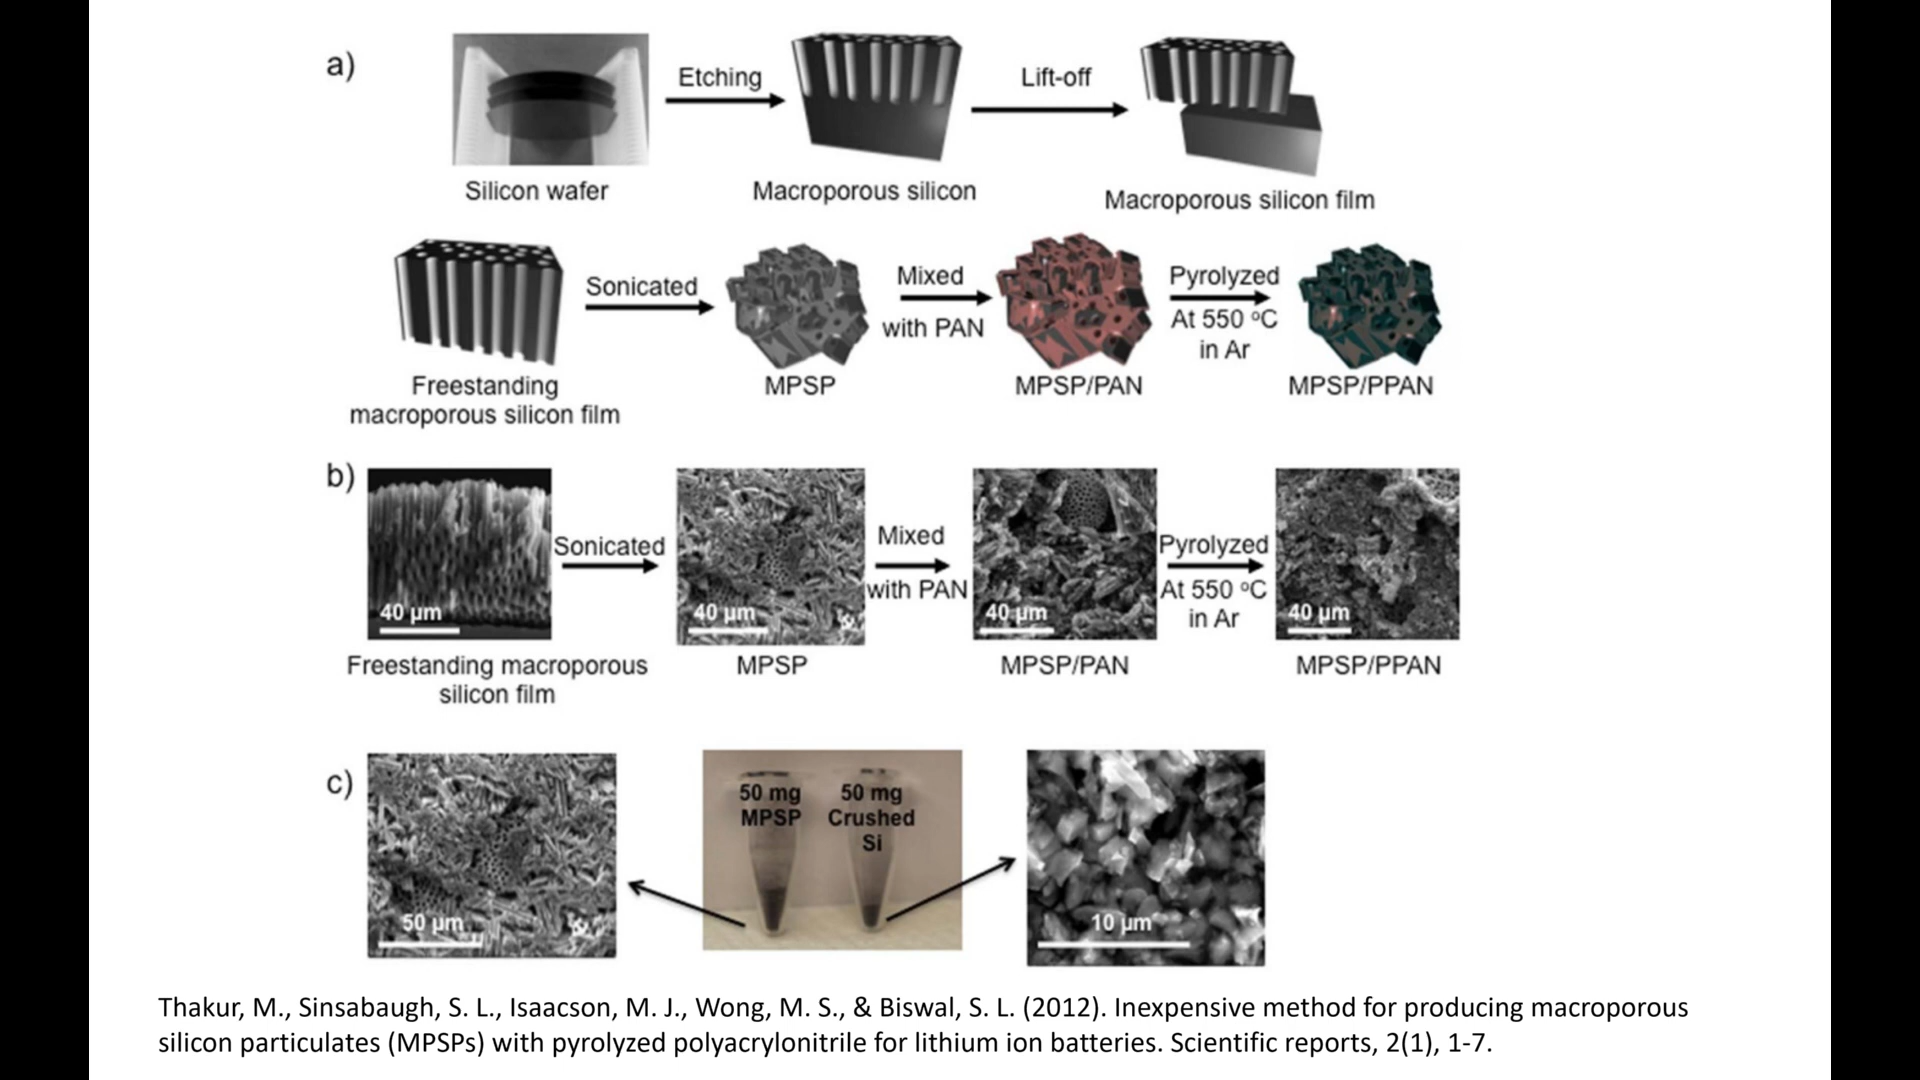 a)
Etching
Lift-off
Silicon wafer
Macroporous silicon
Macroporous silicon film
Sonicated
Mixed
with PAN
Pyrolyzed
At 550 °C
in Ar
Freestanding
macroporous silicon film
MPSP
MPSP/PAN
MPSP/PPAN
b)
Sonicated
Mixed
with PAN
Pyrolyzed
At 550 °C
in Ar
40 µm
40 µm
40 µm
40 µm
Freestanding macroporous
silicon film
MPSP
MPSP/PAN
MPSP/PPAN
c)
50 µm
50 mg
MPSP
50 mg
Crushed
Si
10 µm
Thakur, M., Sinsabaugh, S. L., Isaacson, M. J., Wong, M. S., & Biswal, S. L. (2012). Inexpensive method for producing macroporous
silicon particulates (MPSPs) with pyrolyzed polyacrylonitrile for lithium ion batteries. Scientific reports, 2(1), 1-7.